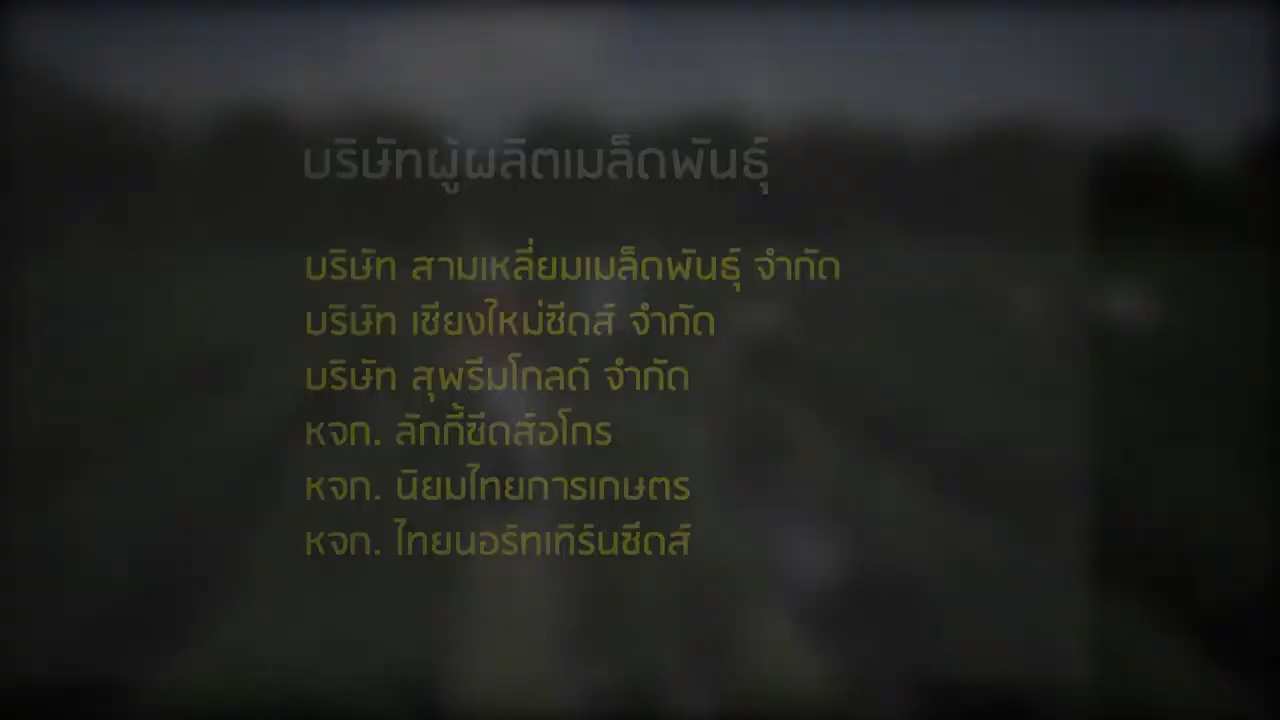 บริษัทผู้ผลิตเมล็ดพันธุ์
บริษัท สามเหลี่ยมเมล็ดพันธุ์ จำกัด
บริษัท เชียงใหม่ซีดส์ จำกัด
บริษัท สุพรีมโกลด์ จำกัด
หจก. ลักกี้ซีดส์อโกร
หจก. นิยมไทยการเกษตร
หจก. ไทยนอร์ทเทิร์นซีดส์